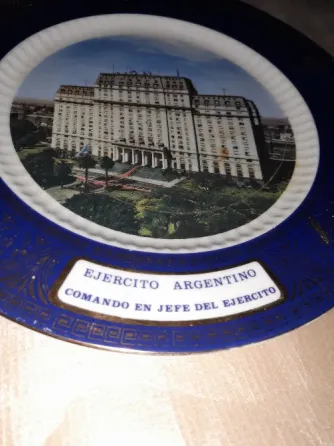 EJERCITO ARGENTINO
COMANDO EN JEFE DEL EJERCITO